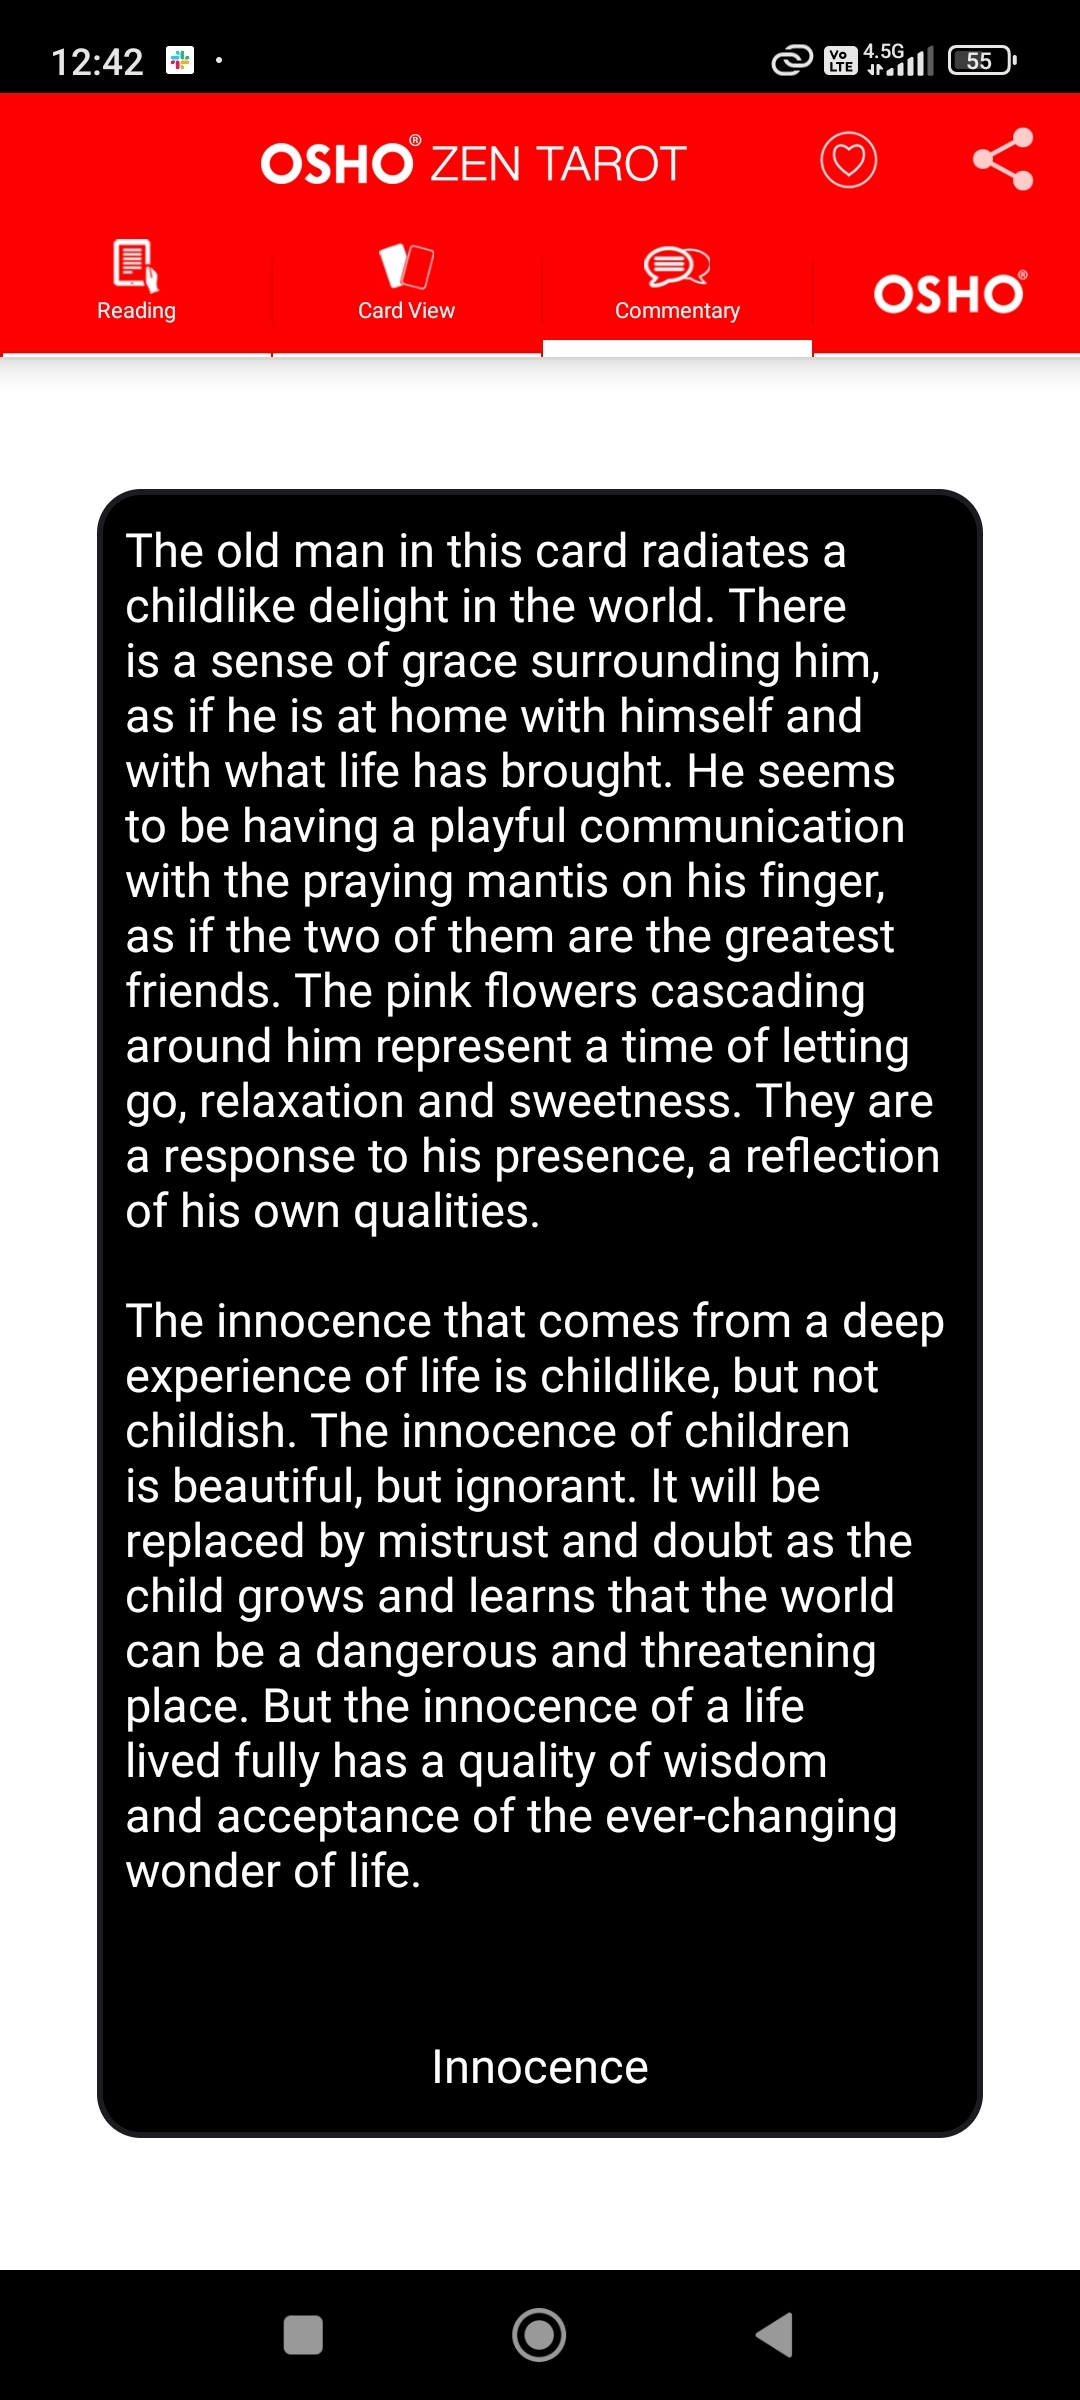 12:42
Vo LTE 4.5G 55
OSHO® ZEN TAROT
Reading
Card View
Commentary
OSHO®
The old man in this card radiates a
childlike delight in the world. There
is a sense of grace surrounding him,
as if he is at home with himself and
with what life has brought. He seems
to be having a playful communication
with the praying mantis on his finger,
as if the two of them are the greatest
friends. The pink flowers cascading
around him represent a time of letting
go, relaxation and sweetness. They are
a response to his presence, a reflection
of his own qualities.
The innocence that comes from a deep
experience of life is childlike, but not
childish. The innocence of children
is beautiful, but ignorant. It will be
replaced by mistrust and doubt as the
child grows and learns that the world
can be a dangerous and threatening
place. But the innocence of a life
lived fully has a quality of wisdom
and acceptance of the ever-changing
wonder of life.
Innocence